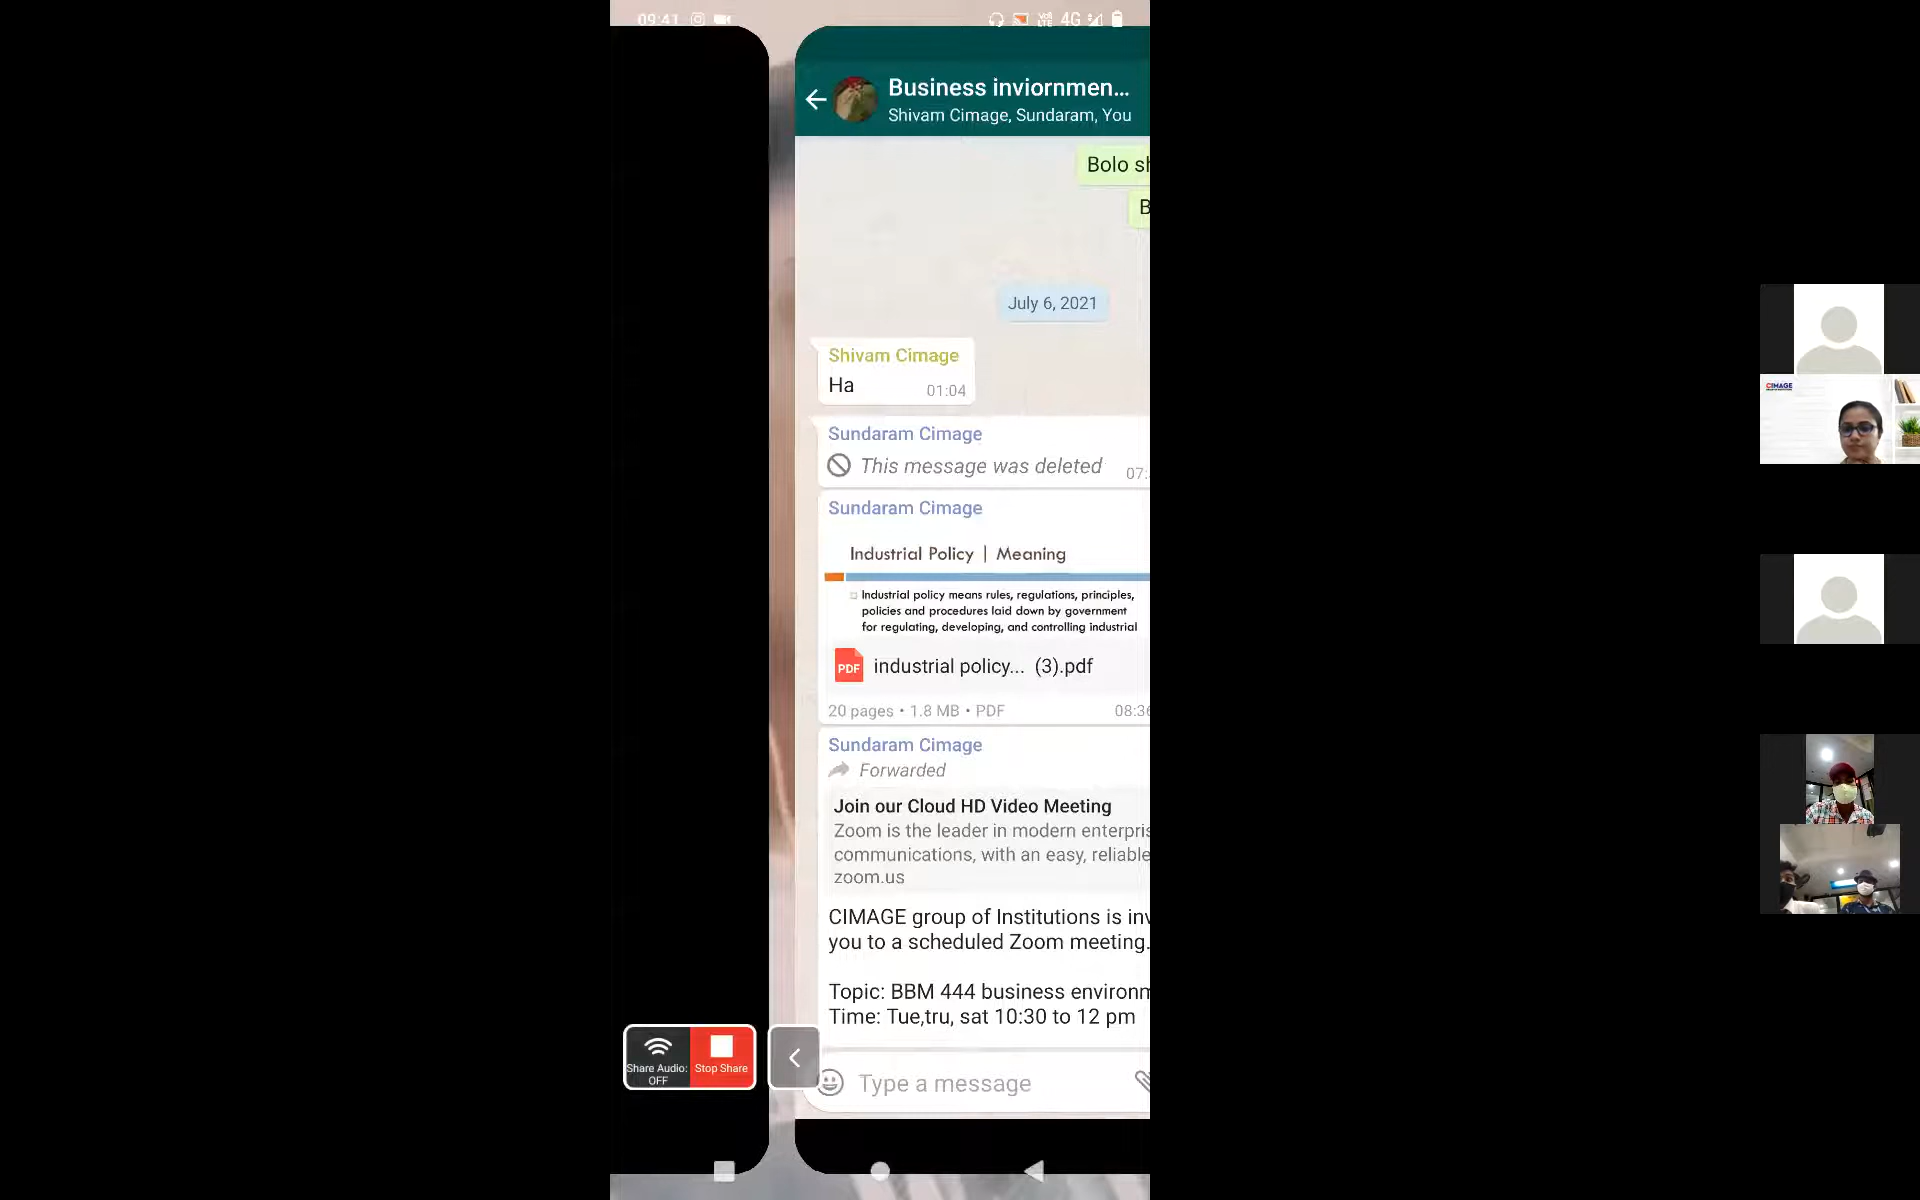 09:41
VoLTE 4G
Business inviornmen...
Shivam Cimage, Sundaram, You
Bolo sh
B
July 6, 2021
Shivam Cimage
Ha
01:04
Sundaram Cimage
This message was deleted
07:
Sundaram Cimage
Industrial Policy | Meaning
Industrial policy means rules, regulations, principles,
policies and procedures laid down by government
for regulating, developing, and controlling industrial
PDF
industrial policy... (3).pdf
20 pages • 1.8 MB • PDF
08:36
Sundaram Cimage
Forwarded
Join our Cloud HD Video Meeting
Zoom is the leader in modern enterpris
communications, with an easy, reliable
zoom.us
CIMAGE group of Institutions is inv
you to a scheduled Zoom meeting.
Topic: BBM 444 business environm
Time: Tue,tru, sat 10:30 to 12 pm
Share Audio:
OFF
Stop Share
Type a message
CIMAGE